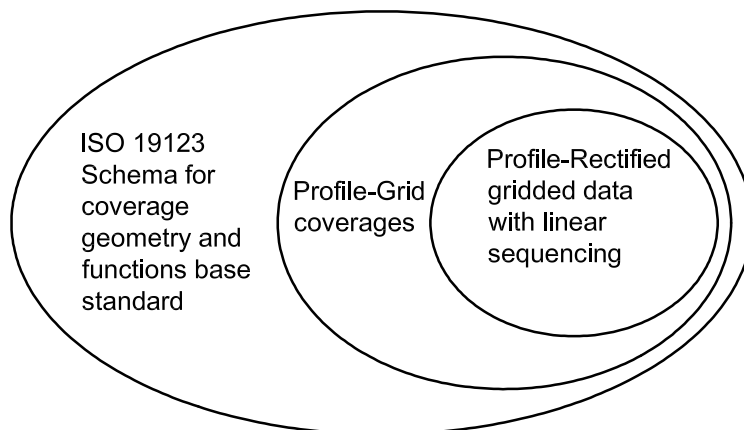 ISO 19123
Schema for
coverage
geometry and
functions base
standard
Profile-Grid
coverages
Profile-Rectified
gridded data
with linear
sequencing